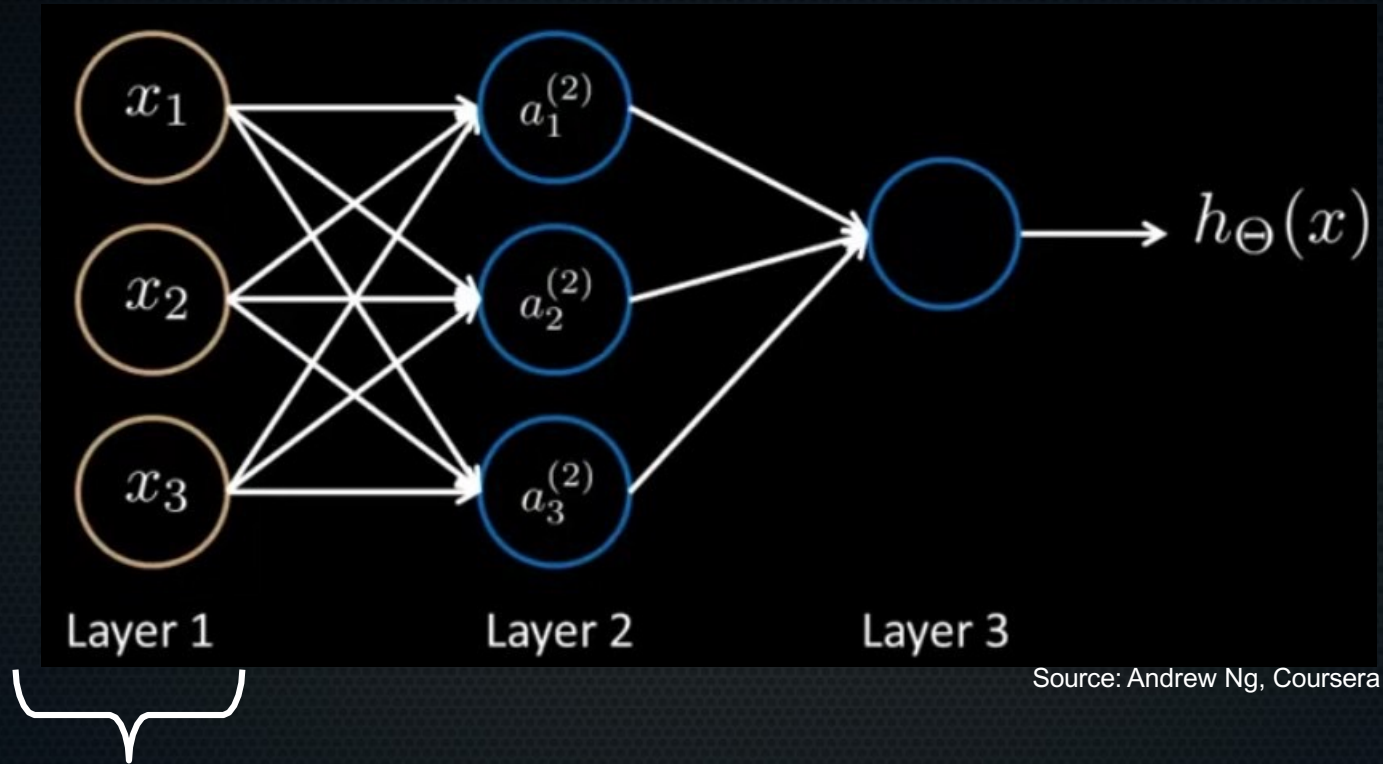 x₁
a₁⁽²⁾
x₂
a₂⁽²⁾
h_Θ(x)
x₃
a₃⁽²⁾
Layer 1
Layer 2
Layer 3
Source: Andrew Ng, Coursera